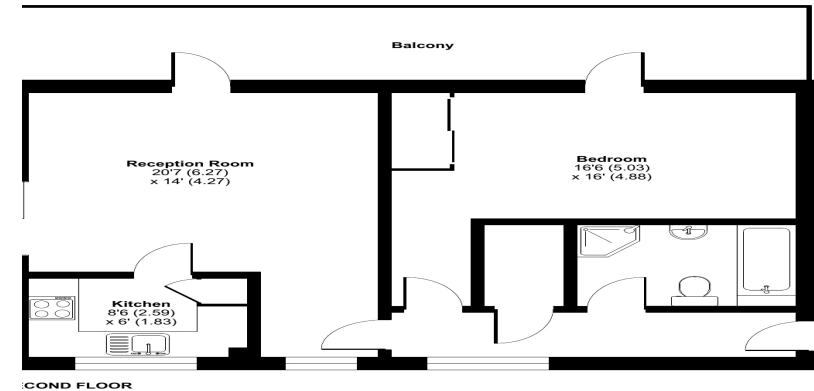 Balcony
Reception Room
20'7 (6.27)
x 14' (4.27)
Bedroom
16'6 (5.03)
x 16' (4.88)
Kitchen
8'6 (2.59)
x 6' (1.83)
COND FLOOR